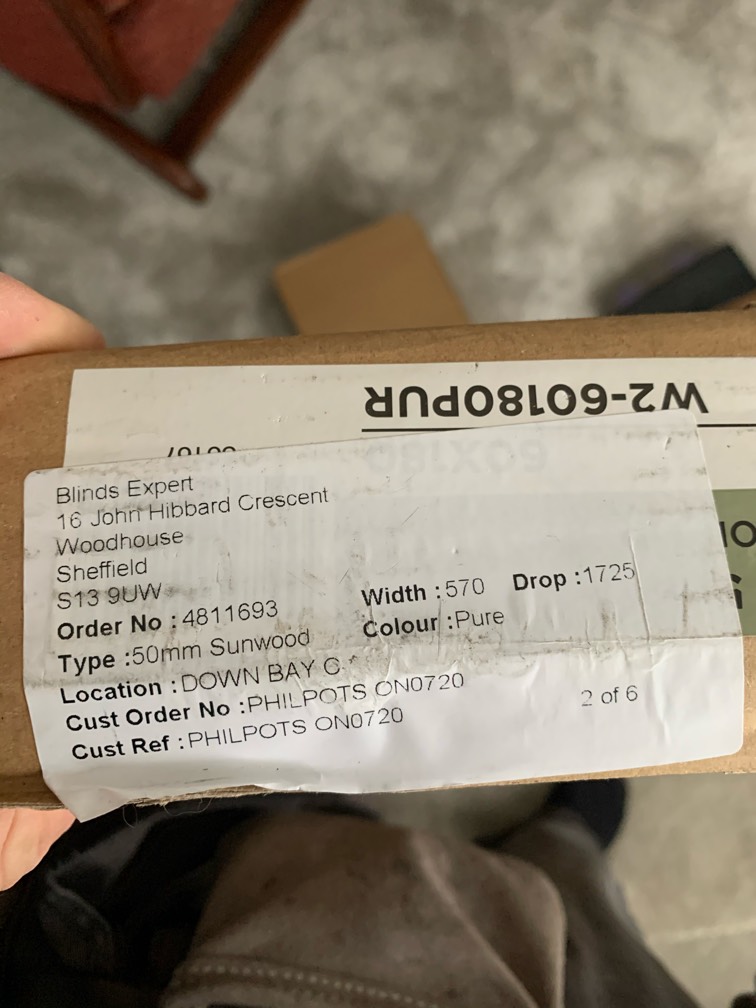 W2-60180PUR
60X180
Blinds Expert
16 John Hibbard Crescent
Woodhouse
Sheffield
S13 9UW
Order No : 4811693
Width : 570 Drop : 1725
Type : 50mm Sunwood
Colour : Pure
Location : DOWN BAY C
Cust Order No : PHILPOTS ON0720
Cust Ref : PHILPOTS ON0720
2 of 6